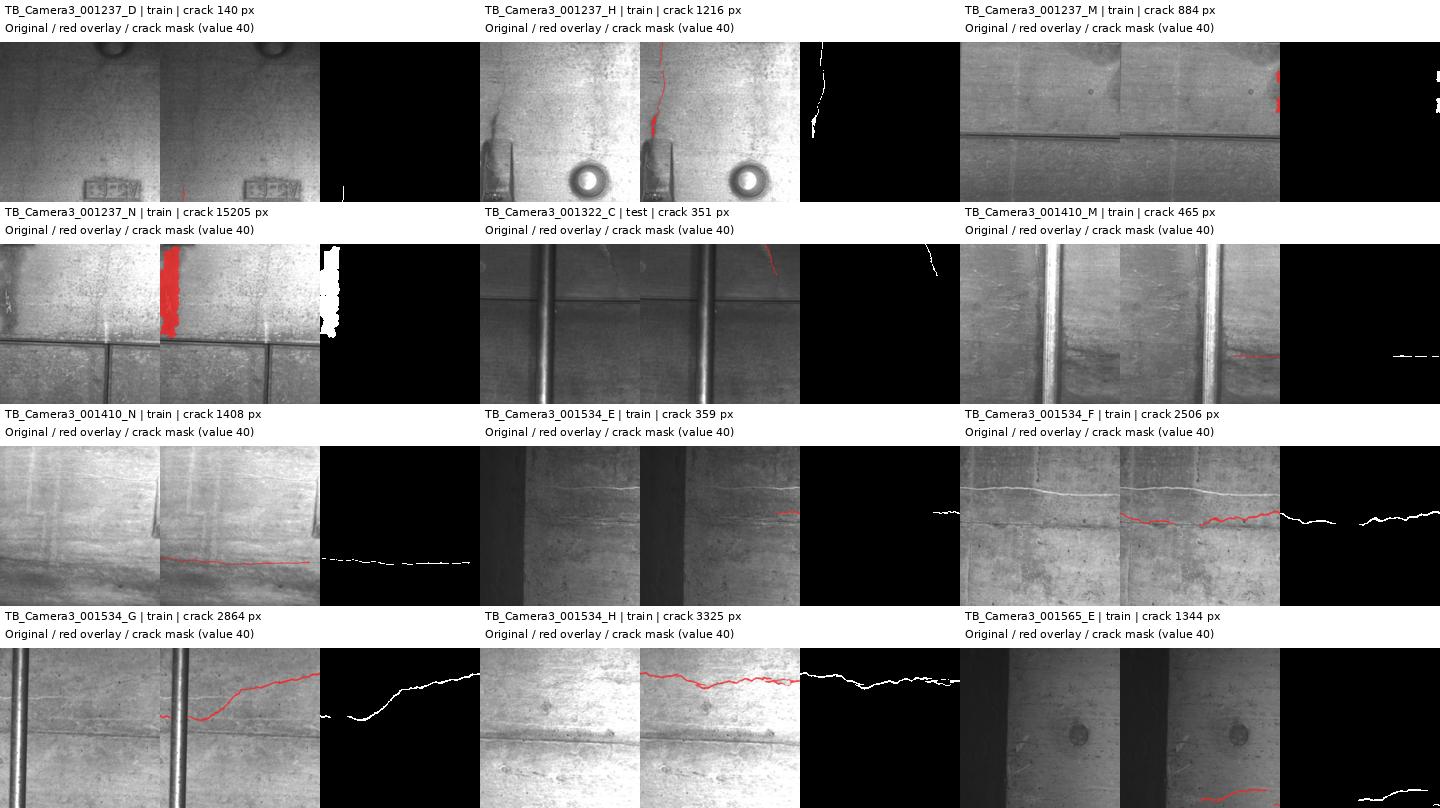 TB_Camera3_001237_D | train | crack 140 px
Original / red overlay / crack mask (value 40)
TB_Camera3_001237_H | train | crack 1216 px
Original / red overlay / crack mask (value 40)
TB_Camera3_001237_M | train | crack 884 px
Original / red overlay / crack mask (value 40)
TB_Camera3_001237_N | train | crack 15205 px
Original / red overlay / crack mask (value 40)
TB_Camera3_001322_C | test | crack 351 px
Original / red overlay / crack mask (value 40)
TB_Camera3_001410_M | train | crack 465 px
Original / red overlay / crack mask (value 40)
TB_Camera3_001410_N | train | crack 1408 px
Original / red overlay / crack mask (value 40)
TB_Camera3_001534_E | train | crack 359 px
Original / red overlay / crack mask (value 40)
TB_Camera3_001534_F | train | crack 2506 px
Original / red overlay / crack mask (value 40)
TB_Camera3_001534_G | train | crack 2864 px
Original / red overlay / crack mask (value 40)
TB_Camera3_001534_H | train | crack 3325 px
Original / red overlay / crack mask (value 40)
TB_Camera3_001565_E | train | crack 1344 px
Original / red overlay / crack mask (value 40)